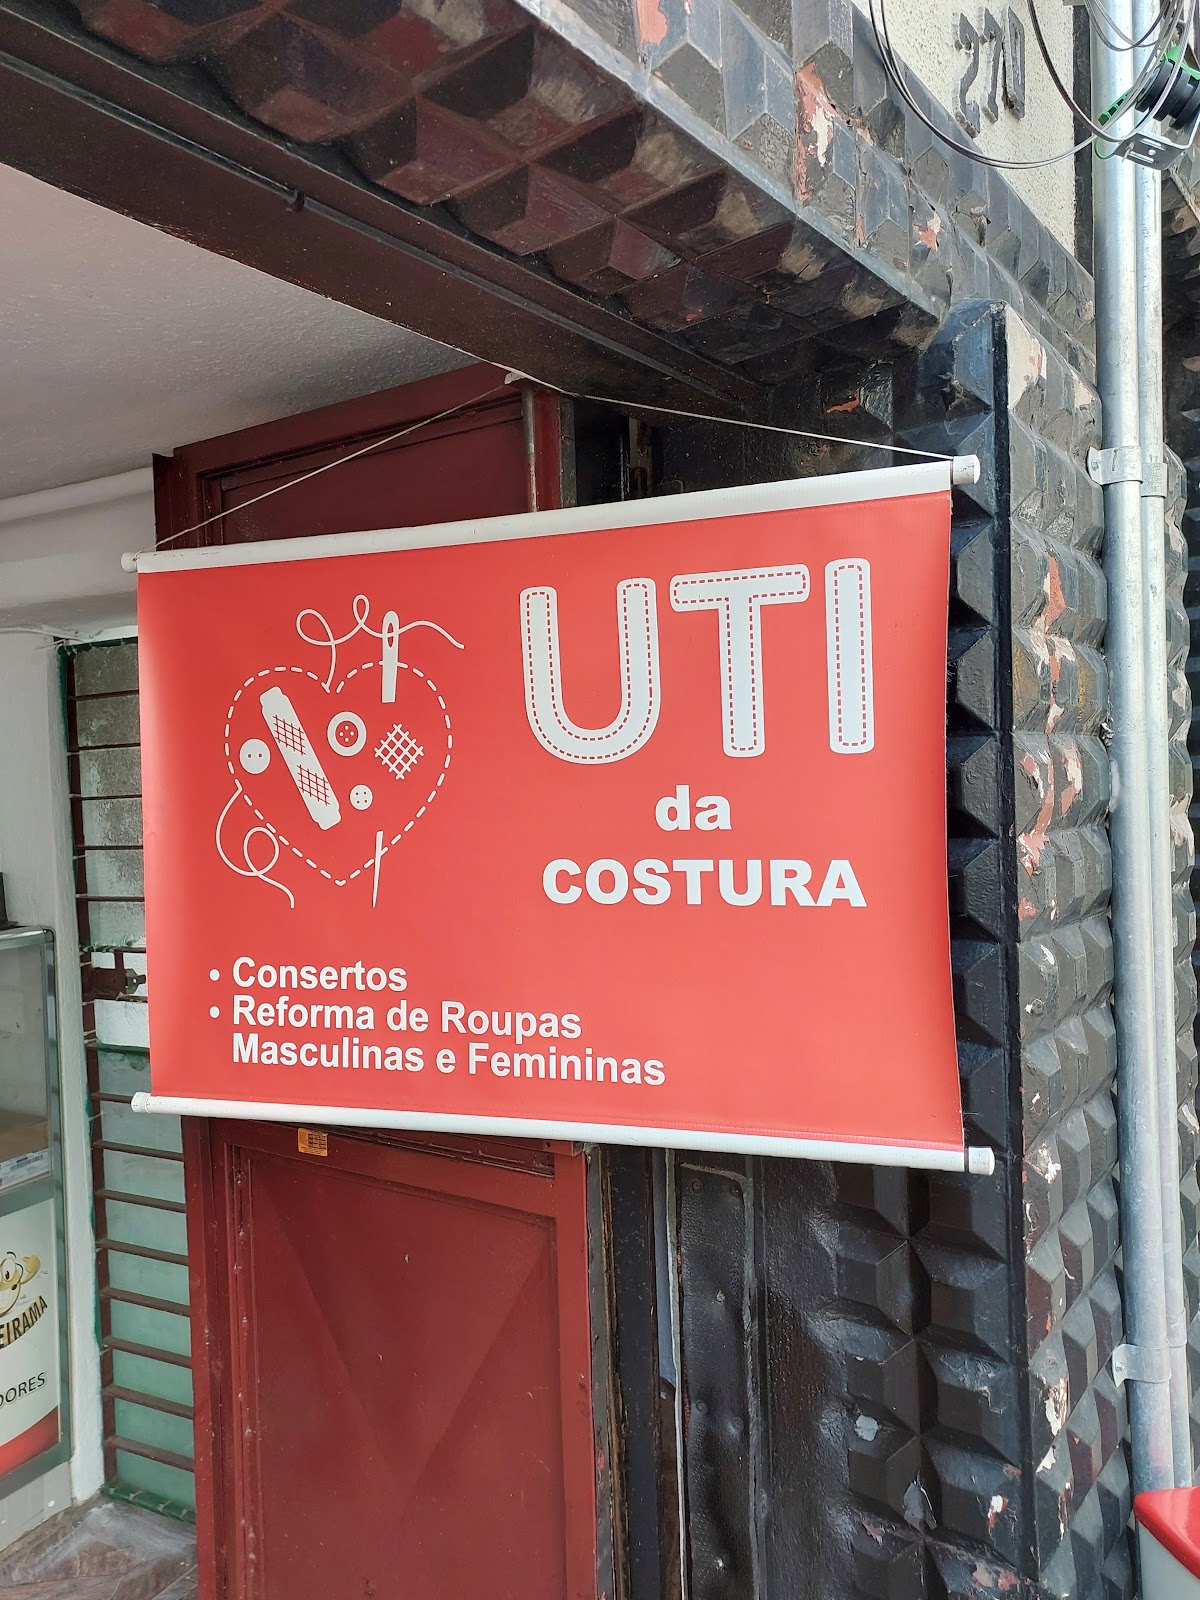 270
UTI
da
COSTURA
• Consertos
• Reforma de Roupas
Masculinas e Femininas